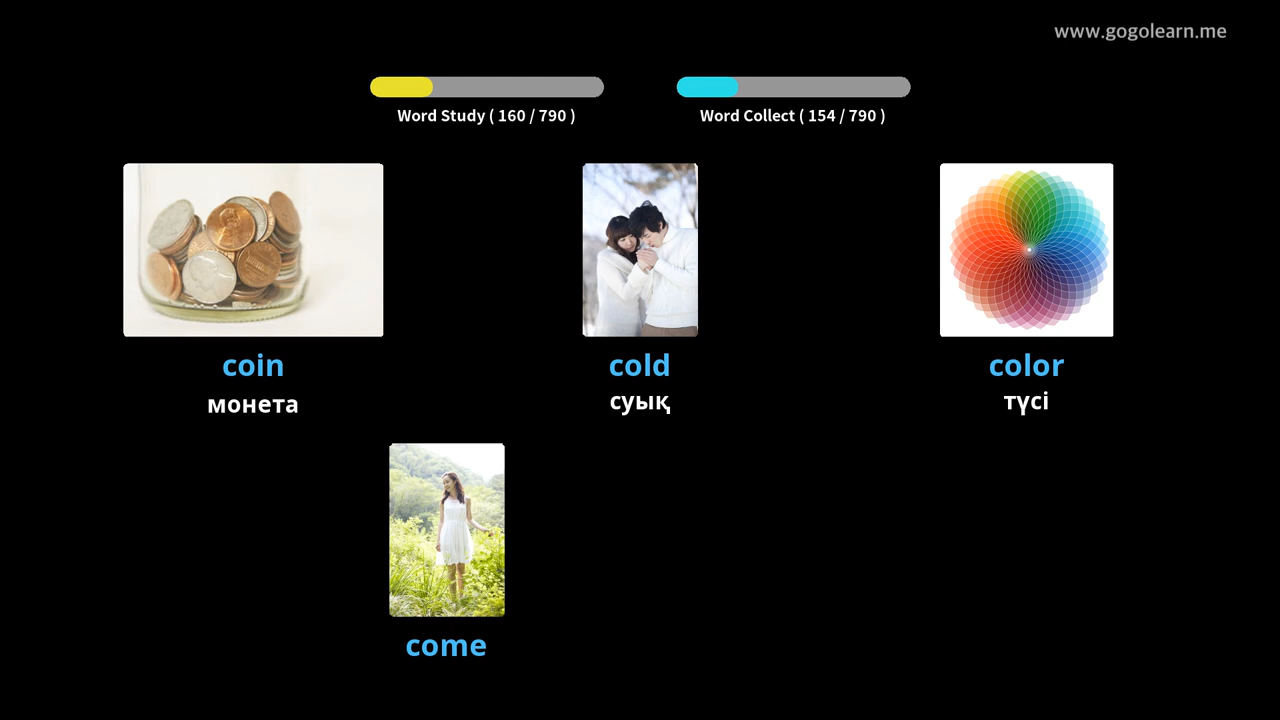 www.gogolearn.me
Word Study ( 160 / 790 )
Word Collect ( 154 / 790 )
coin
монета
cold
суық
color
түсі
come